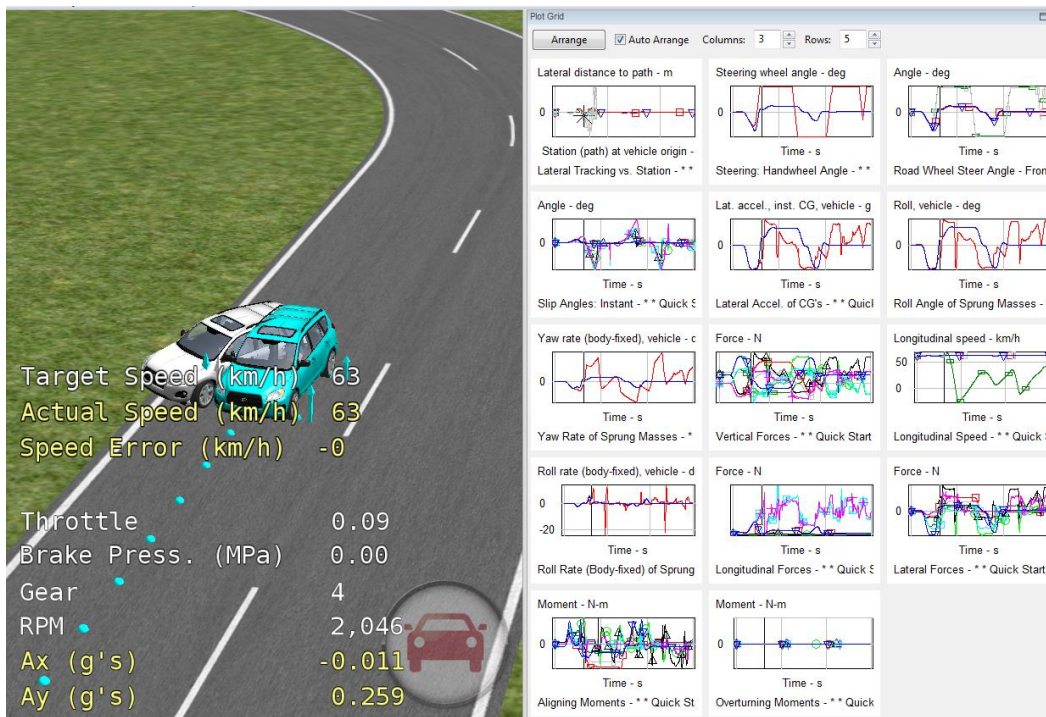 Target Speed (km/h) 63
Actual Speed (km/h) 63
Speed Error (km/h) -0
Throttle 0.09
Brake Press. (MPa) 0.00
Gear 4
RPM 2,046
Ax (g's) -0.011
Ay (g's) 0.259
Plot Grid
Arrange Auto Arrange Columns: 3 Rows: 5
Lateral distance to path - m
0
Station (path) at vehicle origin -
Lateral Tracking vs. Station - * *
Steering wheel angle - deg
0
Time - s
Steering: Handwheel Angle - * *
Angle - deg
0
Time - s
Road Wheel Steer Angle - Fron
Angle - deg
0
Time - s
Slip Angles: Instant - * * Quick S
Lat. accel., inst. CG, vehicle - g
0
Time - s
Lateral Accel. of CG's - * * Quick
Roll, vehicle - deg
0
Time - s
Roll Angle of Sprung Masses -
Yaw rate (body-fixed), vehicle - d
0
Time - s
Yaw Rate of Sprung Masses - *
Force - N
0
Time - s
Vertical Forces - * * Quick Start
Longitudinal speed - km/h
50
0
Time - s
Longitudinal Speed - * * Quick
Roll rate (body-fixed), vehicle - d
0
-20
Time - s
Roll Rate (Body-fixed) of Sprung
Force - N
0
Time - s
Longitudinal Forces - * * Quick S
Force - N
0
Time - s
Lateral Forces - * * Quick Start
Moment - N-m
0
Time - s
Aligning Moments - * * Quick St
Moment - N-m
0
Time - s
Overturning Moments - * * Quick